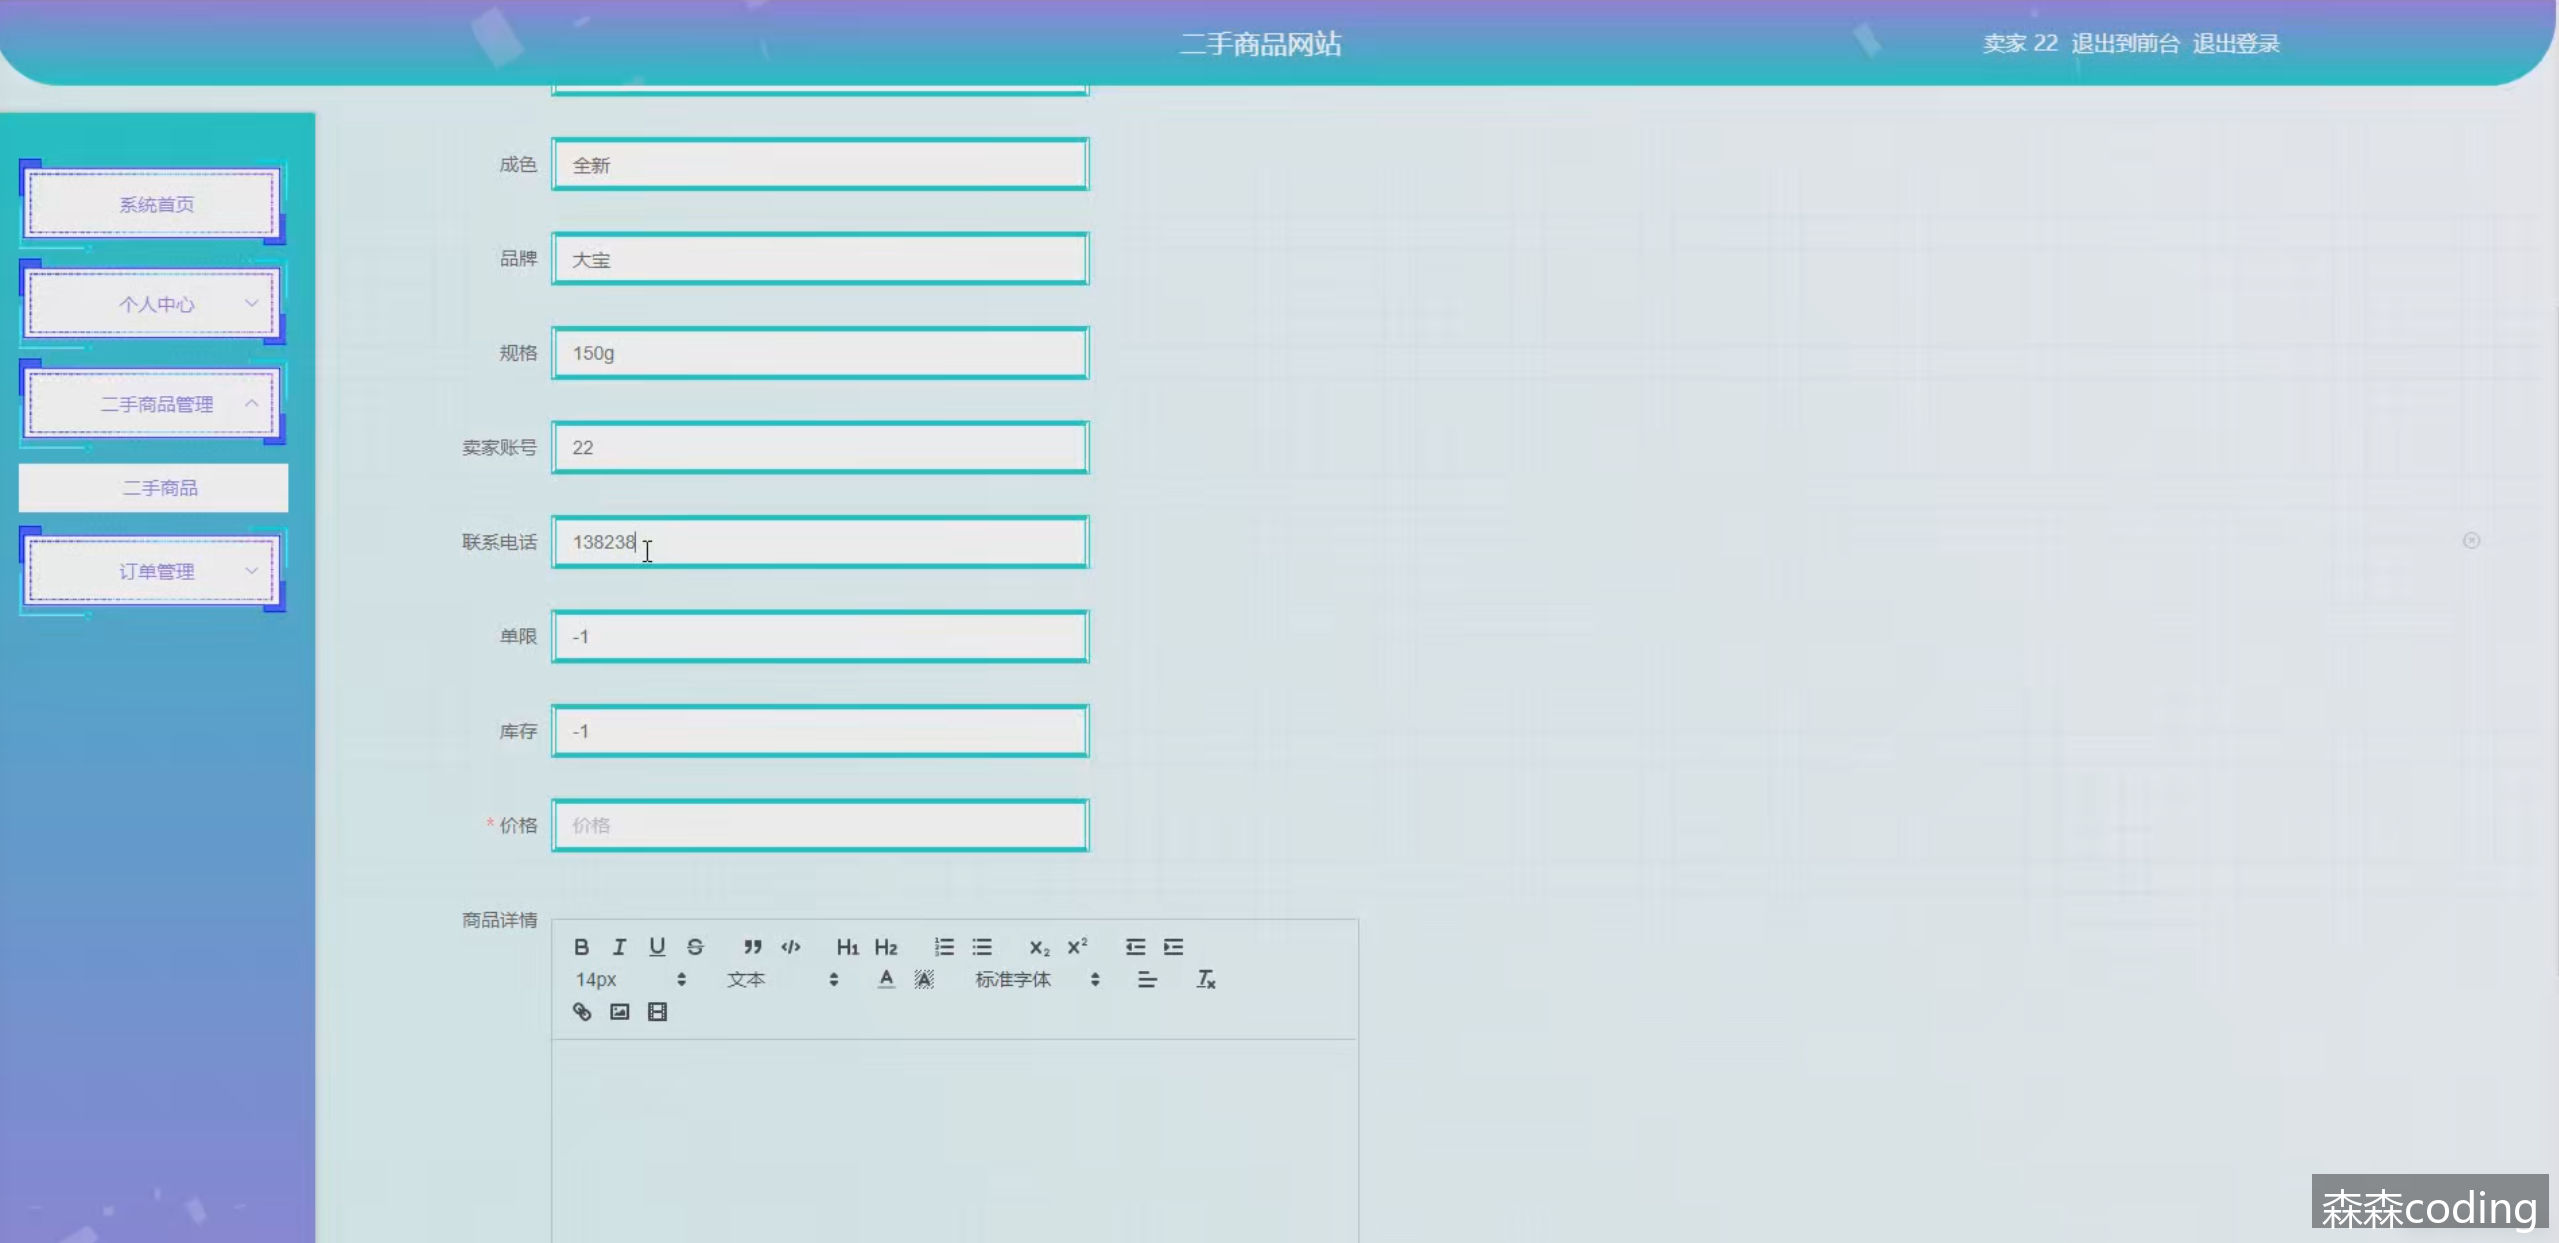 二手商品网站
卖家 22 退出到前台 退出登录
系统首页
个人中心
二手商品管理
二手商品
订单管理
成色 全新
品牌 大宝
规格 150g
卖家账号 22
联系电话 138238
单限 -1
库存 -1
* 价格 价格
商品详情
B I U S H1 H2 X2 X2
14px 文本 A A 标准字体 Tx
森森coding